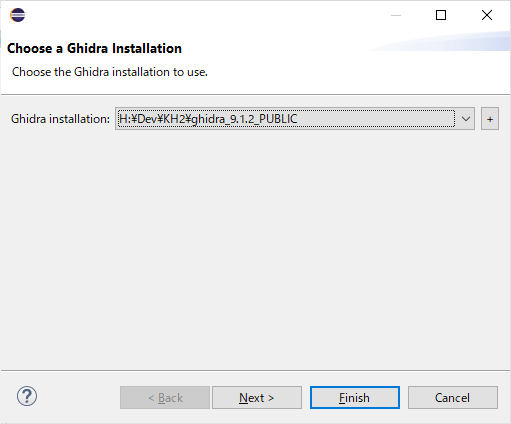 Choose a Ghidra Installation
Choose the Ghidra installation to use.
Ghidra installation: H:¥Dev¥KH2¥ghidra_9.1.2_PUBLIC +
?
< Back Next > Finish Cancel